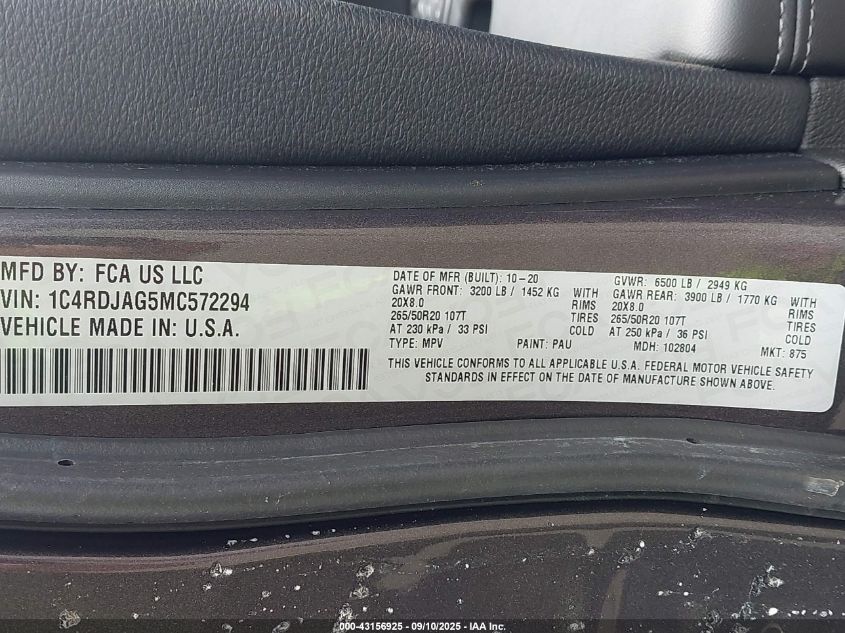 MFD BY: FCA US LLC
VIN: 1C4RDJAG5MC572294
VEHICLE MADE IN: U.S.A.
DATE OF MFR (BUILT): 10-20
GAWR FRONT: 3200 LB / 1452 KG
20X8.0 RIMS
265/50R20 107T TIRES
AT 230 kPa / 33 PSI COLD
TYPE: MPV PAINT: PAU
GVWR: 6500 LB / 2949 KG
GAWR REAR: 3900 LB / 1770 KG
20X8.0 RIMS
265/50R20 107T TIRES
AT 250 kPa / 36 PSI COLD
MDH: 102804 MKT: 875
THIS VEHICLE CONFORMS TO ALL APPLICABLE U.S.A. FEDERAL MOTOR VEHICLE SAFETY
STANDARDS IN EFFECT ON THE DATE OF MANUFACTURE SHOWN ABOVE.
000-43156925 - 09/10/2025 - IAA Inc.